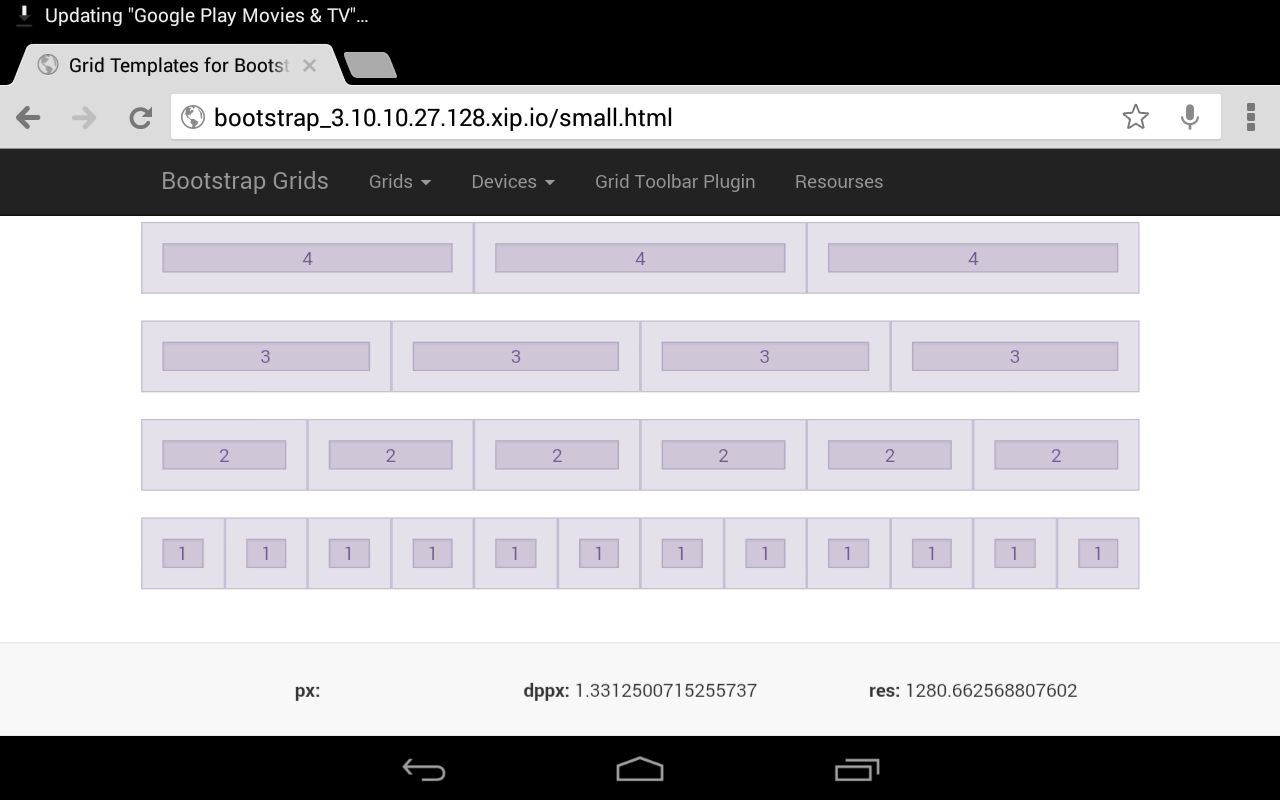 Updating "Google Play Movies & TV"...
Grid Templates for Bootst
bootstrap_3.10.10.27.128.xip.io/small.html
Bootstrap Grids Grids Devices Grid Toolbar Plugin Resourses
4 4 4
3 3 3 3
2 2 2 2 2 2
1 1 1 1 1 1 1 1 1 1 1 1
px: dppx: 1.3312500715255737 res: 1280.662568807602